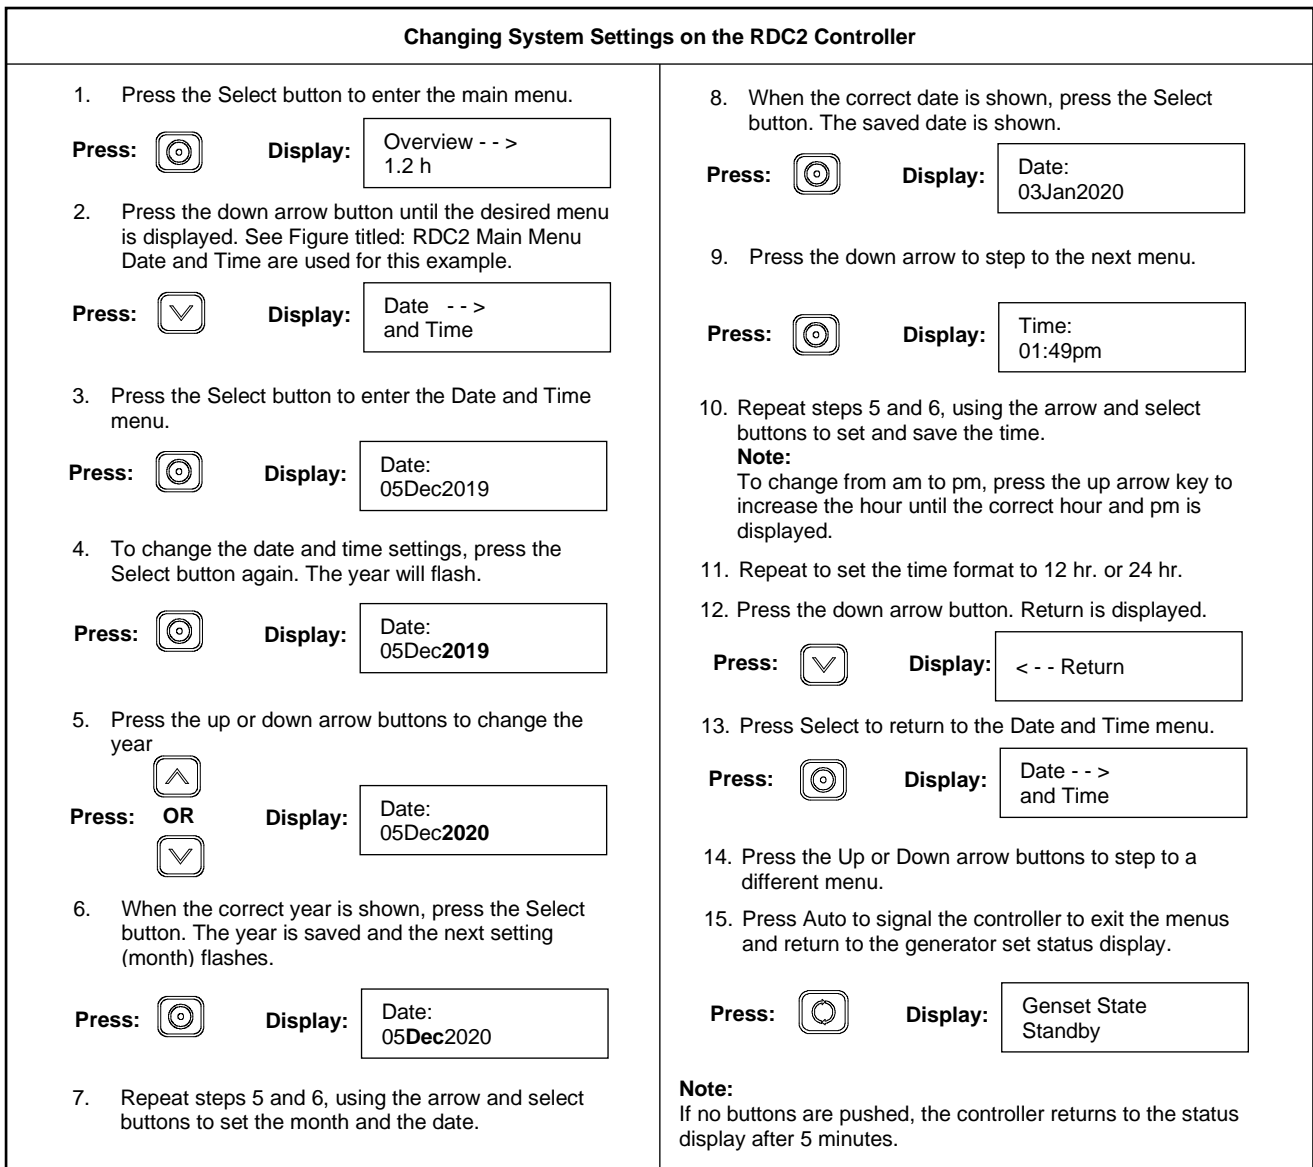 Changing System Settings on the RDC2 Controller
1. Press the Select button to enter the main menu.
Press: Display: Overview - - >
1.2 h
2. Press the down arrow button until the desired menu
is displayed. See Figure titled: RDC2 Main Menu
Date and Time are used for this example.
Press: Display: Date - - >
and Time
3. Press the Select button to enter the Date and Time
menu.
Press: Display: Date:
05Dec2019
4. To change the date and time settings, press the
Select button again. The year will flash.
Press: Display: Date:
05Dec2019
5. Press the up or down arrow buttons to change the
year
Press: OR Display: Date:
05Dec2020
6. When the correct year is shown, press the Select
button. The year is saved and the next setting
(month) flashes.
Press: Display: Date:
05Dec2020
7. Repeat steps 5 and 6, using the arrow and select
buttons to set the month and the date.
8. When the correct date is shown, press the Select
button. The saved date is shown.
Press: Display: Date:
03Jan2020
9. Press the down arrow to step to the next menu.
Press: Display: Time:
01:49pm
10. Repeat steps 5 and 6, using the arrow and select
buttons to set and save the time.
Note:
To change from am to pm, press the up arrow key to
increase the hour until the correct hour and pm is
displayed.
11. Repeat to set the time format to 12 hr. or 24 hr.
12. Press the down arrow button. Return is displayed.
Press: Display: < - - Return
13. Press Select to return to the Date and Time menu.
Press: Display: Date - - >
and Time
14. Press the Up or Down arrow buttons to step to a
different menu.
15. Press Auto to signal the controller to exit the menus
and return to the generator set status display.
Press: Display: Genset State
Standby
Note:
If no buttons are pushed, the controller returns to the status
display after 5 minutes.